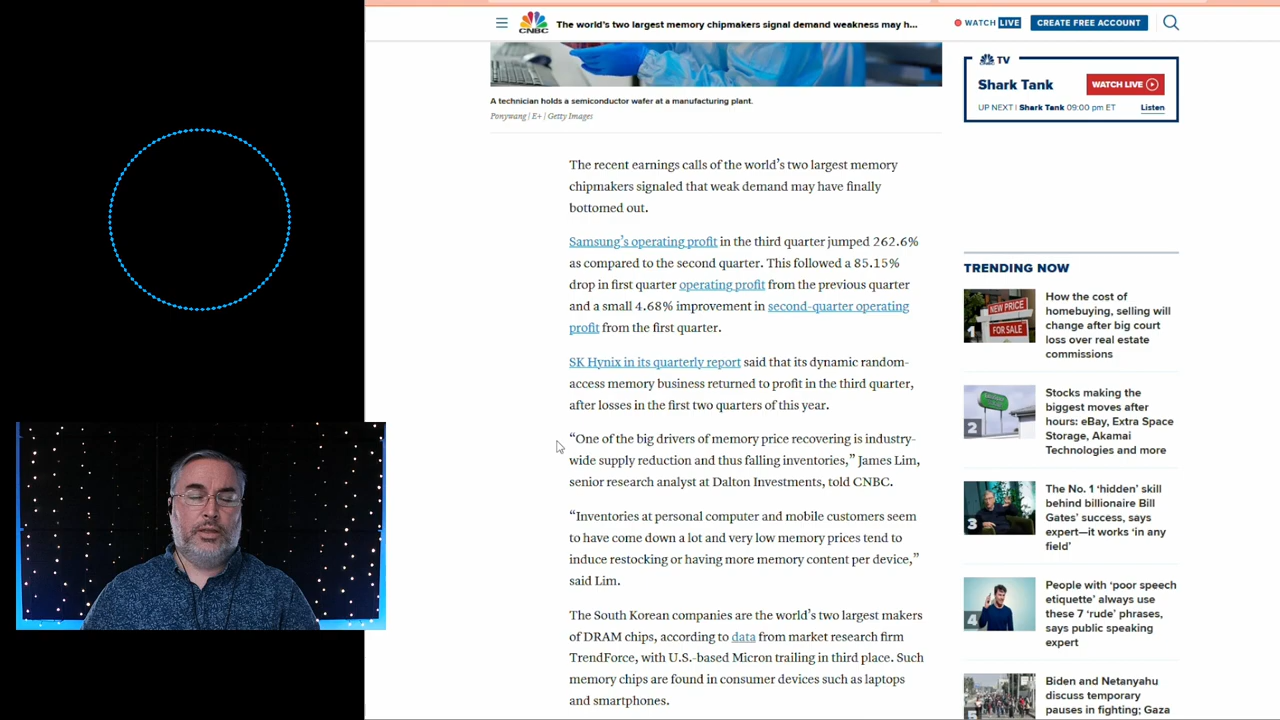 CNBC
The world's two largest memory chipmakers signal demand weakness may h...
WATCH LIVE
CREATE FREE ACCOUNT
A technician holds a semiconductor wafer at a manufacturing plant.
Ponywang | E+ | Getty Images
The recent earnings calls of the world's two largest memory
chipmakers signaled that weak demand may have finally
bottomed out.
Samsung's operating profit in the third quarter jumped 262.6%
as compared to the second quarter. This followed a 85.15%
drop in first quarter operating profit from the previous quarter
and a small 4.68% improvement in second-quarter operating
profit from the first quarter.
SK Hynix in its quarterly report said that its dynamic random-
access memory business returned to profit in the third quarter,
after losses in the first two quarters of this year.
“One of the big drivers of memory price recovering is industry-
wide supply reduction and thus falling inventories,” James Lim,
senior research analyst at Dalton Investments, told CNBC.
“Inventories at personal computer and mobile customers seem
to have come down a lot and very low memory prices tend to
induce restocking or having more memory content per device,”
said Lim.
The South Korean companies are the world's two largest makers
of DRAM chips, according to data from market research firm
TrendForce, with U.S.-based Micron trailing in third place. Such
memory chips are found in consumer devices such as laptops
and smartphones.
TV
Shark Tank
WATCH LIVE
UP NEXT | Shark Tank 09:00 pm ET
Listen
TRENDING NOW
NEW PRICE
FOR SALE
1
How the cost of
homebuying, selling will
change after big court
loss over real estate
commissions
2
Stocks making the
biggest moves after
hours: eBay, Extra Space
Storage, Akamai
Technologies and more
3
The No. 1 ‘hidden’ skill
behind billionaire Bill
Gates’ success, says
expert—it works ‘in any
field’
4
People with ‘poor speech
etiquette’ always use
these 7 ‘rude’ phrases,
says public speaking
expert
5
Biden and Netanyahu
discuss temporary
pauses in fighting; Gaza